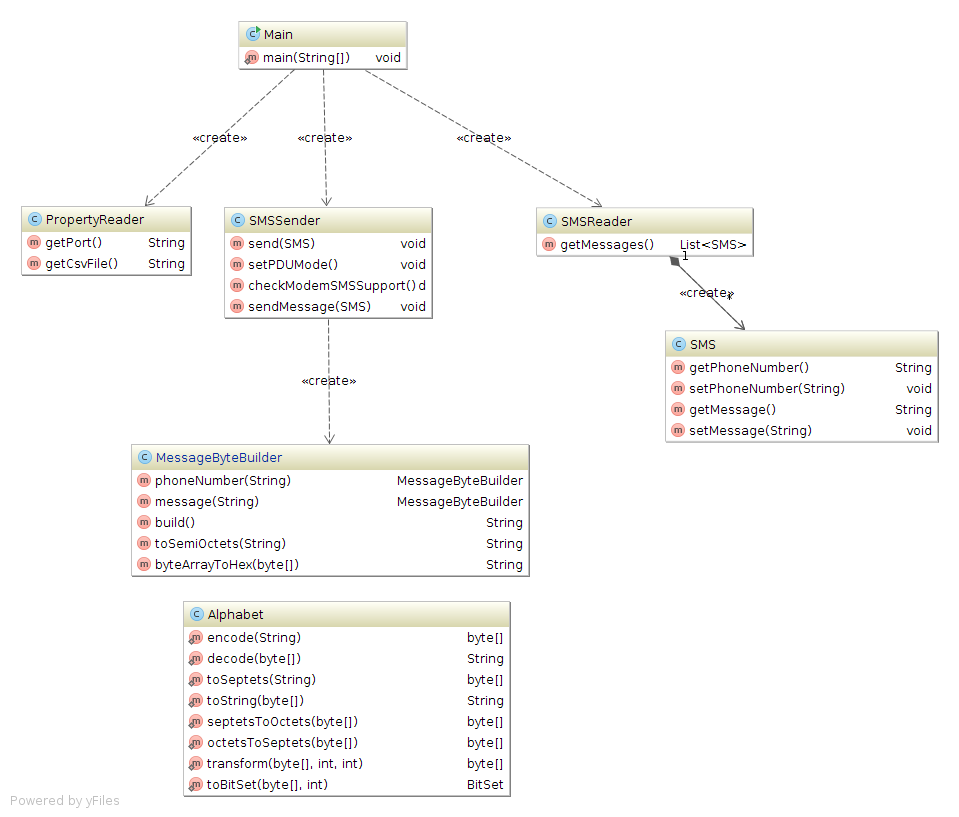 Main
main(String[]) void
«create» «create» «create»
PropertyReader
getPort() String
getCsvFile() String
SMSSender
send(SMS) void
setPDUMode() void
checkModemSMSSupport() d
sendMessage(SMS) void
SMSReader
getMessages() List<SMS>
1
«create»
*
SMS
getPhoneNumber() String
setPhoneNumber(String) void
getMessage() String
setMessage(String) void
«create»
MessageByteBuilder
phoneNumber(String) MessageByteBuilder
message(String) MessageByteBuilder
build() String
toSemiOctets(String) String
byteArrayToHex(byte[]) String
Alphabet
encode(String) byte[]
decode(byte[]) String
toSeptets(String) byte[]
toString(byte[]) String
septetsToOctets(byte[]) byte[]
octetsToSeptets(byte[]) byte[]
transform(byte[], int, int) byte[]
toBitSet(byte[], int) BitSet
Powered by yFiles